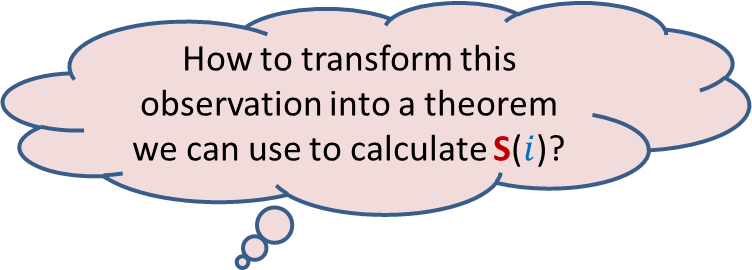 How to transform this
observation into a theorem
we can use to calculate S(i)?